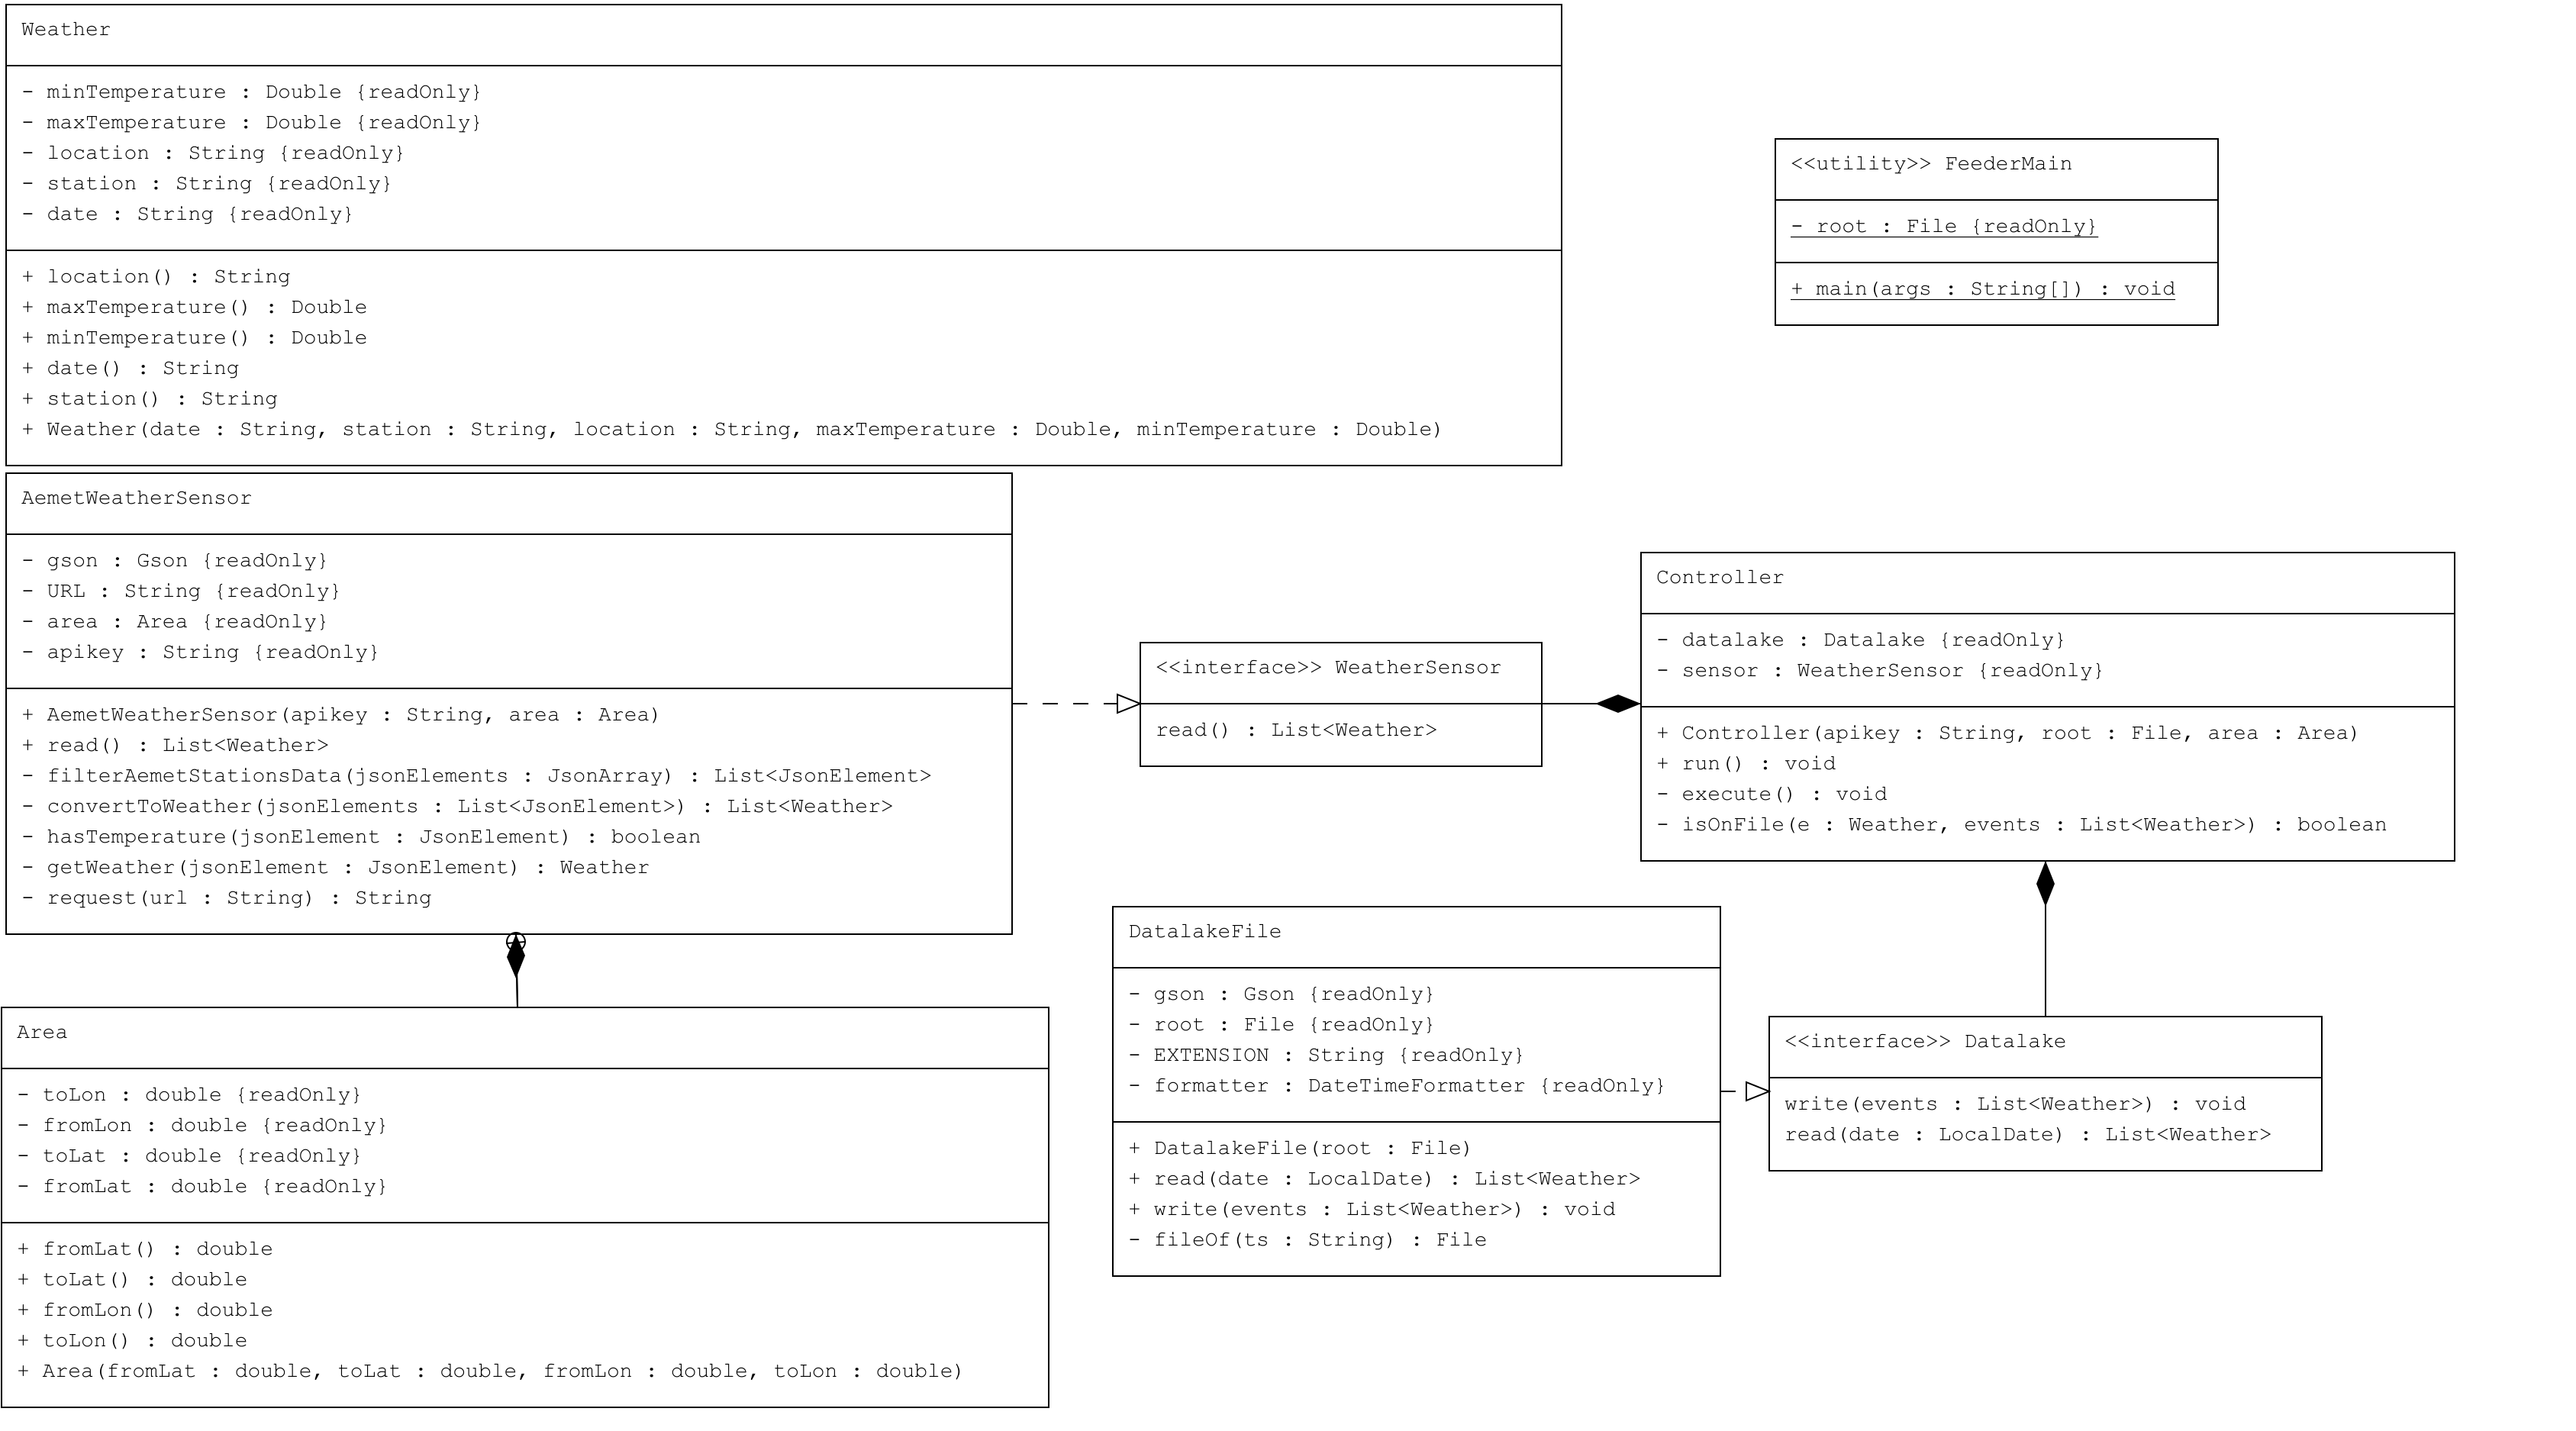 Weather
- minTemperature : Double {readOnly}
- maxTemperature : Double {readOnly}
- location : String {readOnly}
- station : String {readOnly}
- date : String {readOnly}
+ location() : String
+ maxTemperature() : Double
+ minTemperature() : Double
+ date() : String
+ station() : String
+ Weather(date : String, station : String, location : String, maxTemperature : Double, minTemperature : Double)
<<utility>> FeederMain
- root : File {readOnly}
+ main(args : String[]) : void
AemetWeatherSensor
- gson : Gson {readOnly}
- URL : String {readOnly}
- area : Area {readOnly}
- apikey : String {readOnly}
+ AemetWeatherSensor(apikey : String, area : Area)
+ read() : List<Weather>
- filterAemetStationsData(jsonElements : JsonArray) : List<JsonElement>
- convertToWeather(jsonElements : List<JsonElement>) : List<Weather>
- hasTemperature(jsonElement : JsonElement) : boolean
- getWeather(jsonElement : JsonElement) : Weather
- request(url : String) : String
<<interface>> WeatherSensor
read() : List<Weather>
Controller
- datalake : Datalake {readOnly}
- sensor : WeatherSensor {readOnly}
+ Controller(apikey : String, root : File, area : Area)
+ run() : void
- execute() : void
- isOnFile(e : Weather, events : List<Weather>) : boolean
Area
- toLon : double {readOnly}
- fromLon : double {readOnly}
- toLat : double {readOnly}
- fromLat : double {readOnly}
+ fromLat() : double
+ toLat() : double
+ fromLon() : double
+ toLon() : double
+ Area(fromLat : double, toLat : double, fromLon : double, toLon : double)
DatalakeFile
- gson : Gson {readOnly}
- root : File {readOnly}
- EXTENSION : String {readOnly}
- formatter : DateTimeFormatter {readOnly}
+ DatalakeFile(root : File)
+ read(date : LocalDate) : List<Weather>
+ write(events : List<Weather>) : void
- fileOf(ts : String) : File
<<interface>> Datalake
write(events : List<Weather>) : void
read(date : LocalDate) : List<Weather>